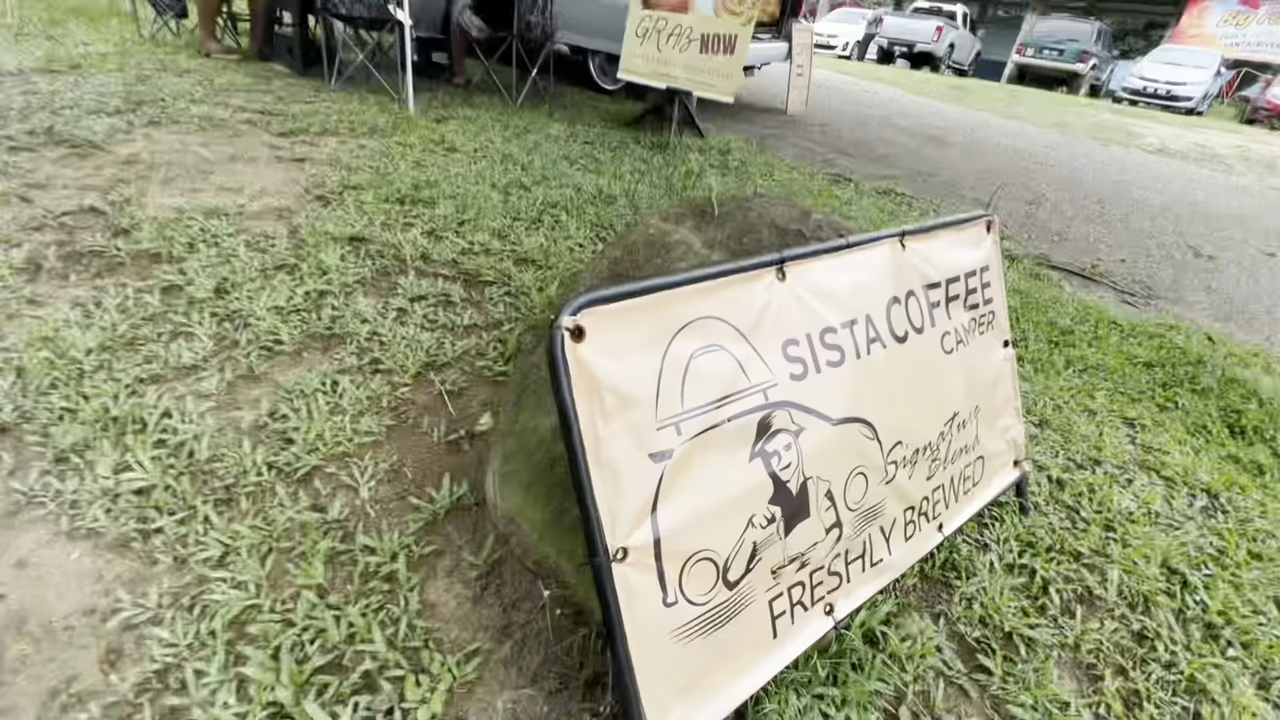 GRAB NOW
SISTA COFFEE
CAMPER
Signature
Blend
FRESHLY BREWED